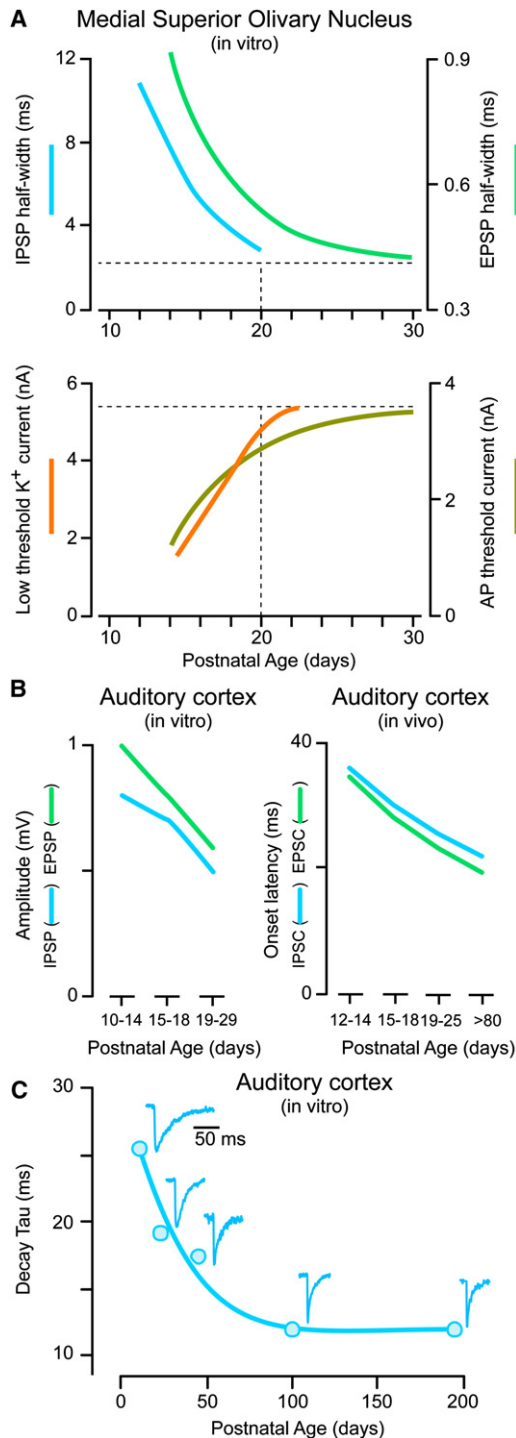 A
Medial Superior Olivary Nucleus
(in vitro)
IPSP half-width (ms)
12
8
4
0
EPSP half-width (ms)
0.9
0.6
0.3
10
20
30
Low threshold K+ current (nA)
6
4
2
0
AP threshold current (nA)
4
2
0
10
20
30
Postnatal Age (days)
B
Auditory cortex
(in vitro)
Amplitude (mV)
IPSP ( ) EPSP ( )
1
0
10-14 15-18 19-29
Postnatal Age (days)
Auditory cortex
(in vivo)
Onset latency (ms)
IPSC ( ) EPSC ( )
40
0
12-14 15-18 19-25 >80
Postnatal Age (days)
C
Auditory cortex
(in vitro)
50 ms
Decay Tau (ms)
30
20
10
0 50 100 150 200
Postnatal Age (days)